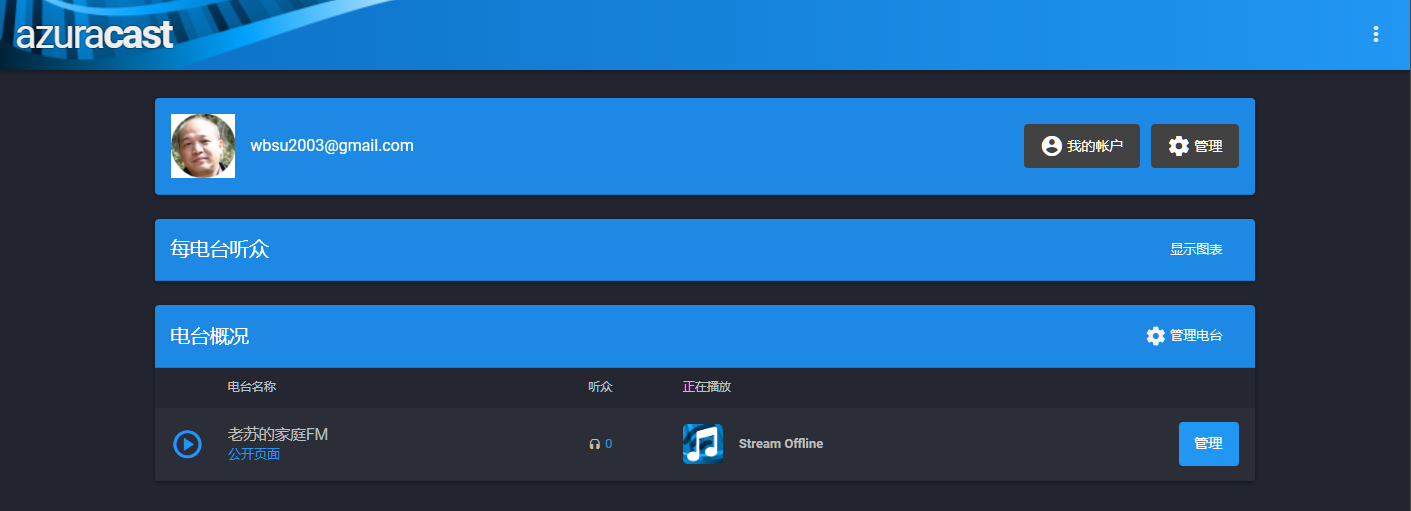 azuracast
wbsu2003@gmail.com
我的帐户
管理
每电台听众
显示图表
电台概况
管理电台
电台名称
听众
正在播放
老苏的家庭FM
公开页面
0
Stream Offline
管理